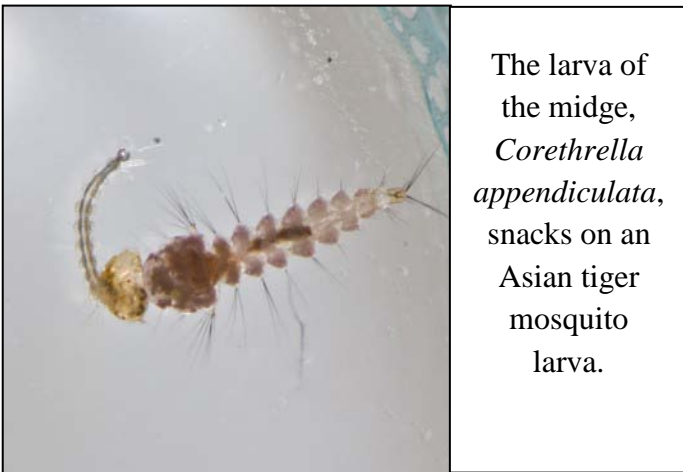 The larva of
the midge,
Corethrella
appendiculata,
snacks on an
Asian tiger
mosquito
larva.